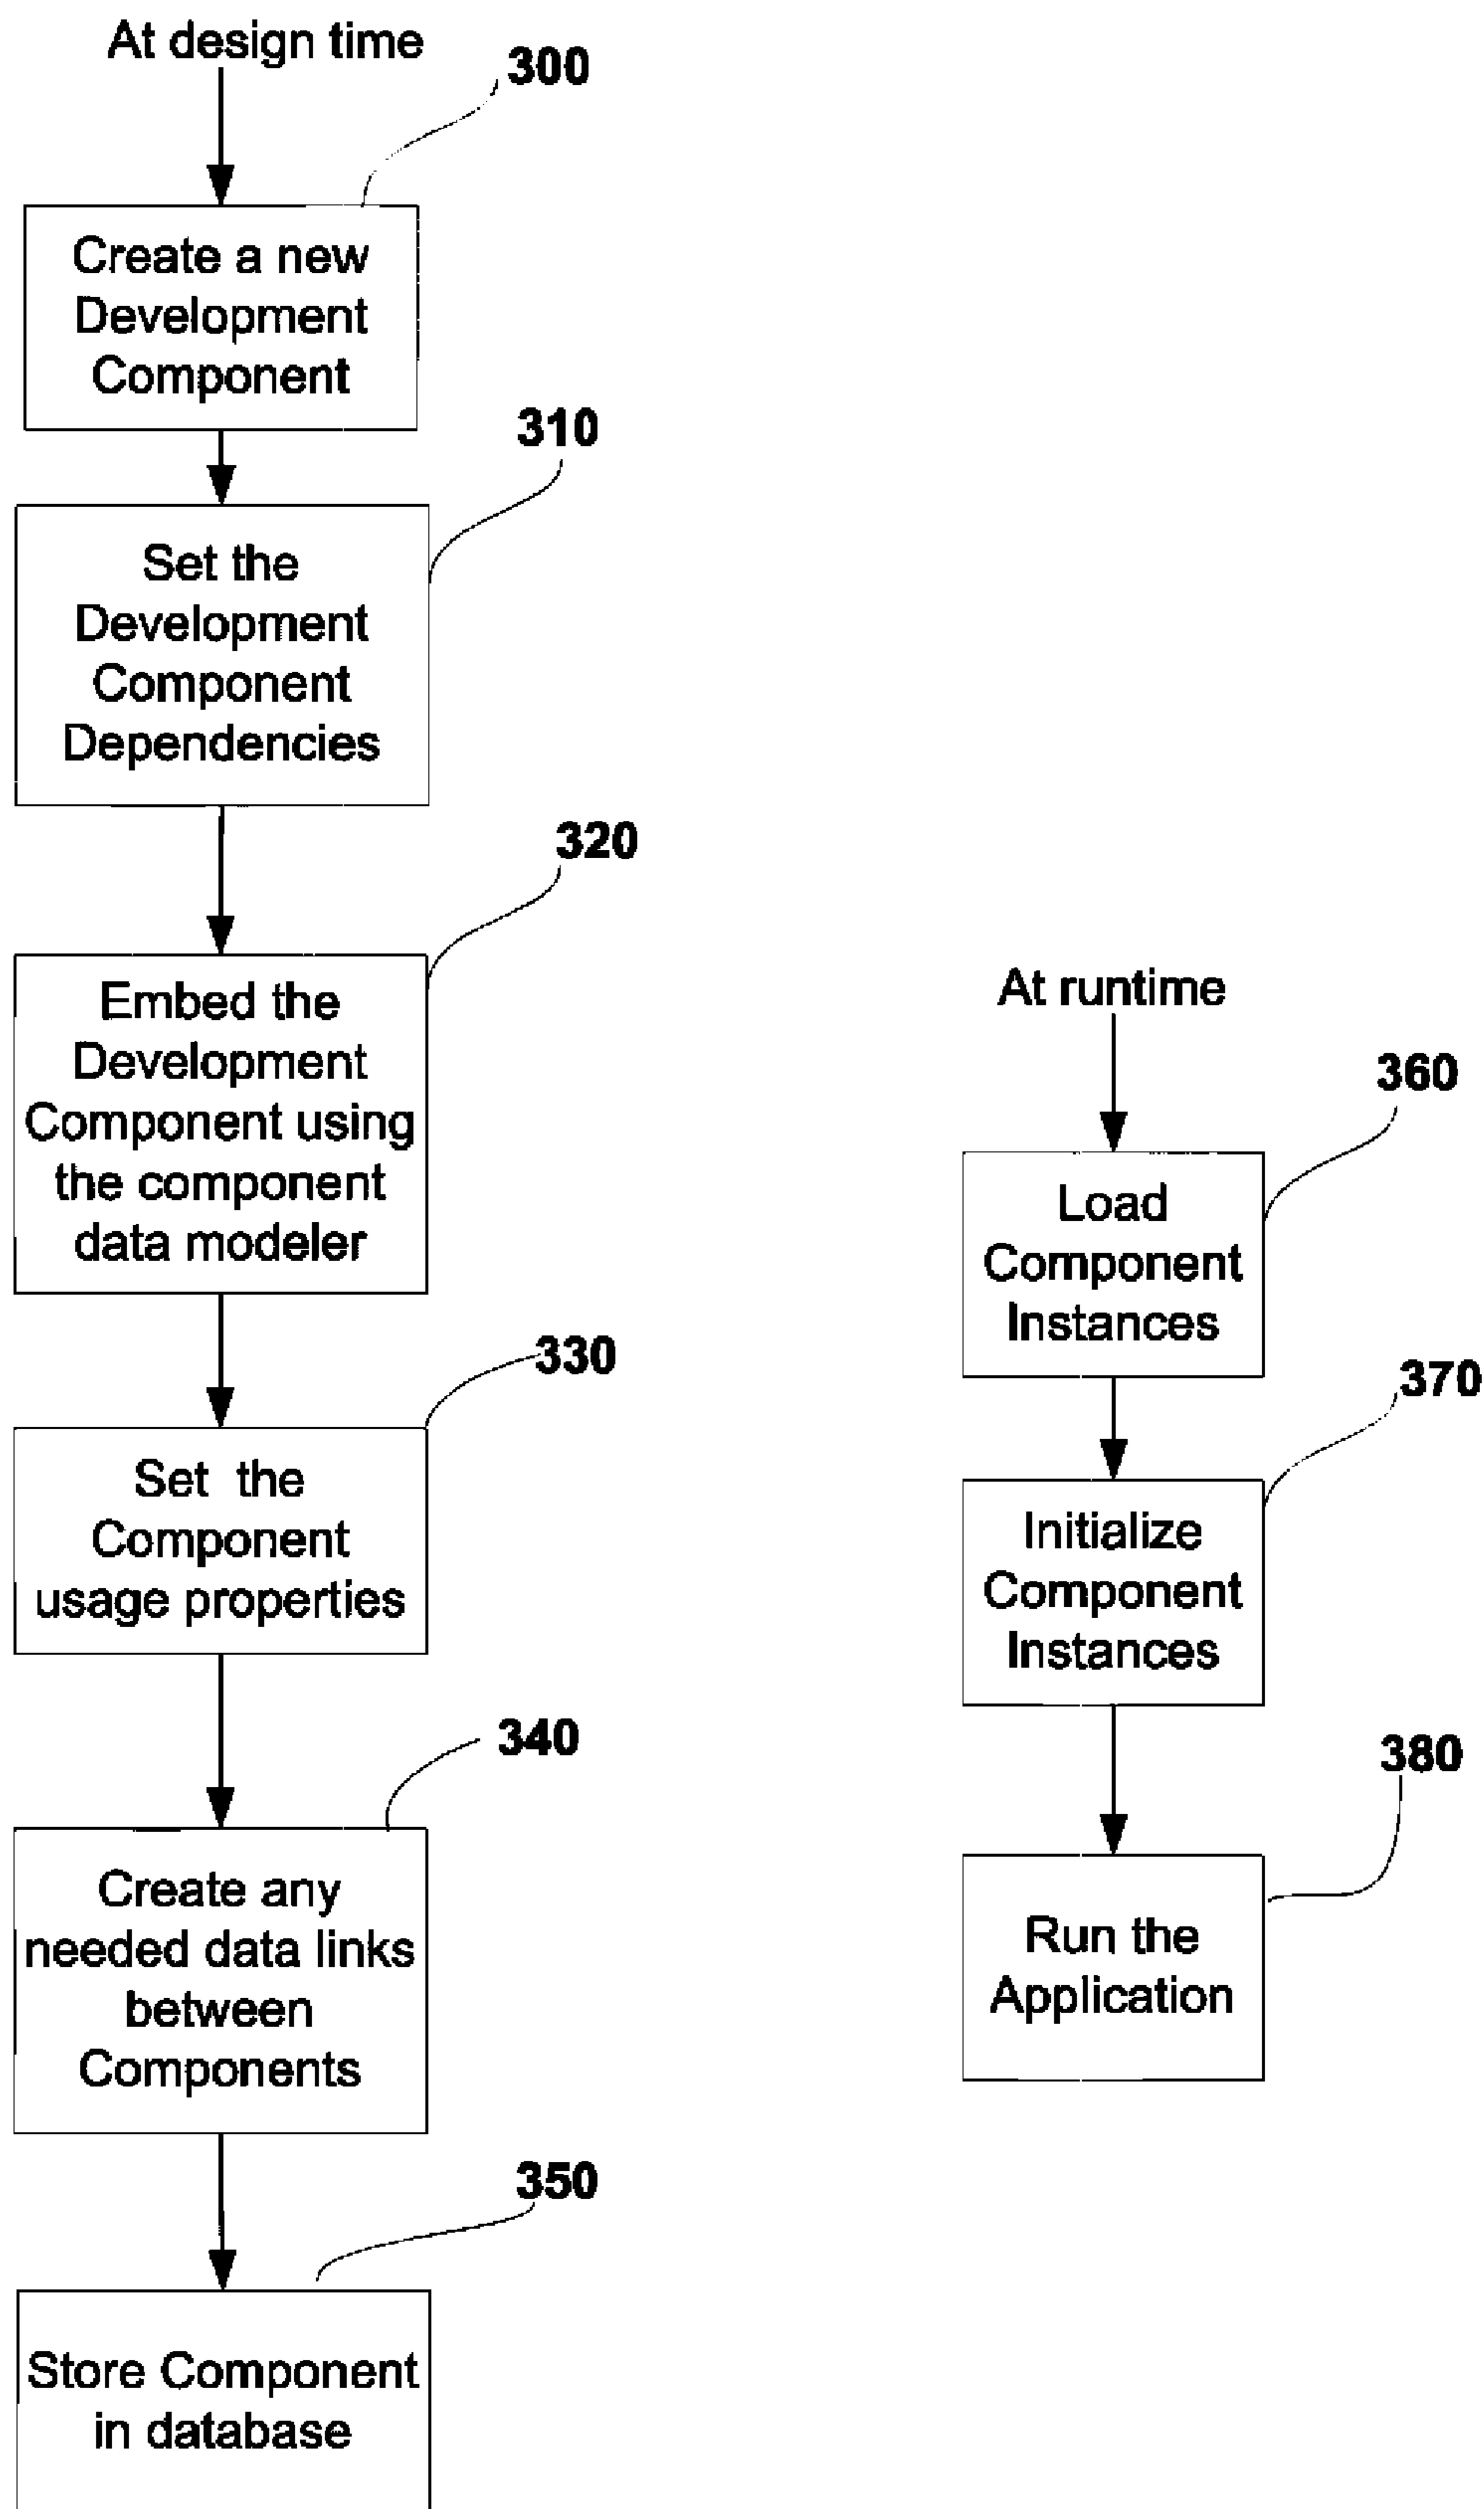 At design time
300
Create a new
Development
Component
310
Set the
Development
Component
Dependencies
320
Embed the
Development
Component using
the component
data modeler
330
Set the
Component
usage properties
340
Create any
needed data links
between
Components
350
Store Component
in database
At runtime
360
Load
Component
Instances
370
Initialize
Component
Instances
380
Run the
Application